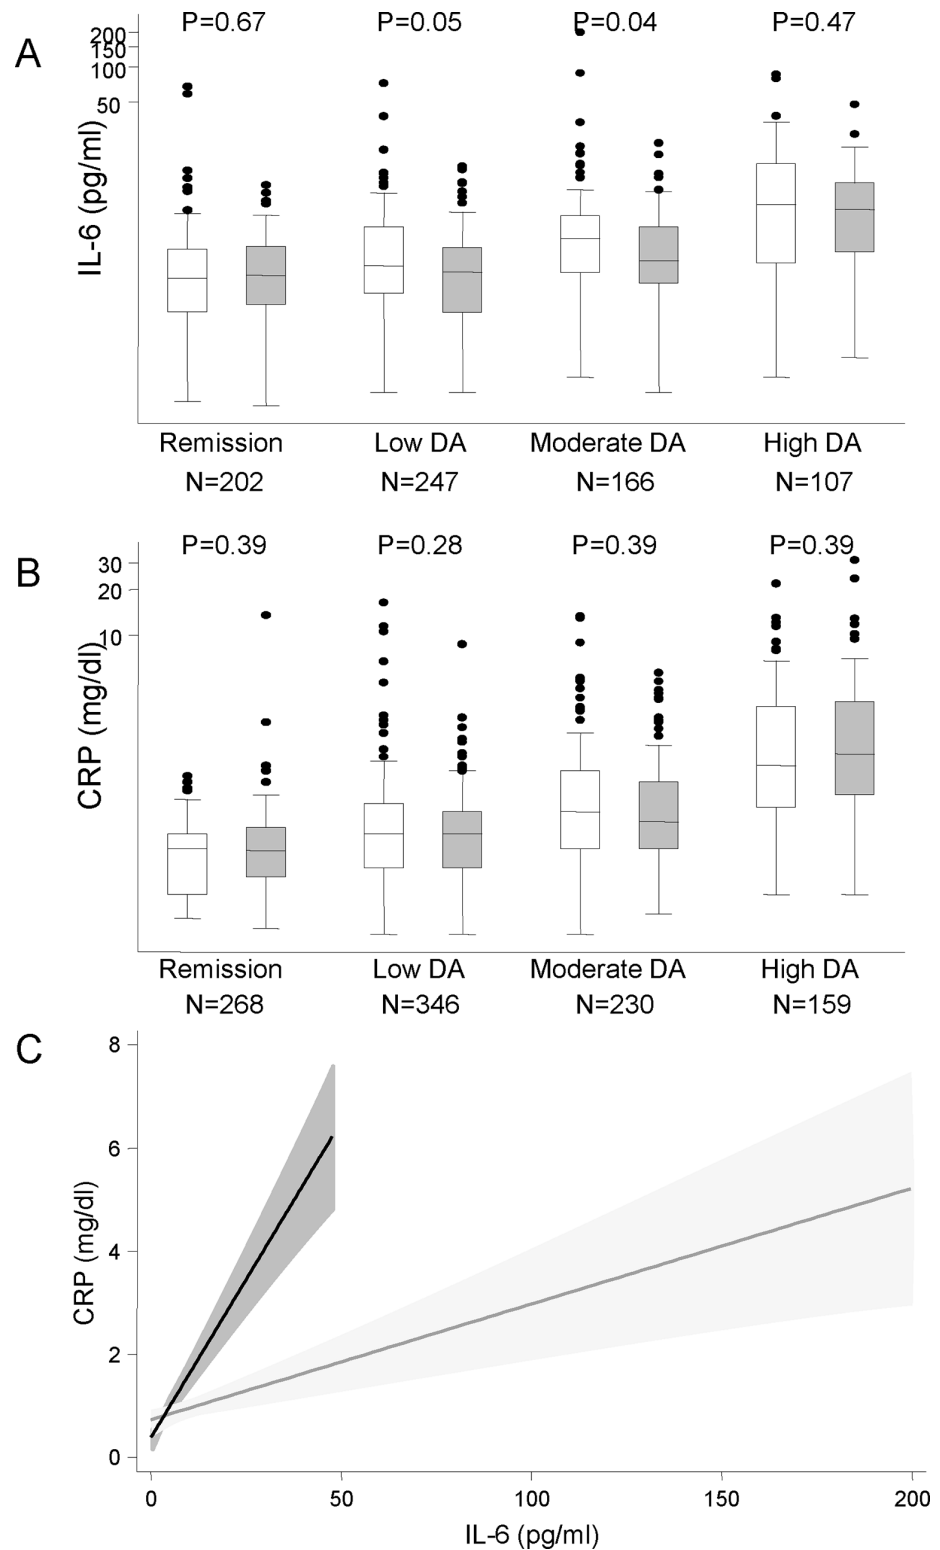 A
P=0.67 P=0.05 P=0.04 P=0.47
200
150
100
50
IL-6 (pg/ml)
Remission Low DA Moderate DA High DA
N=202 N=247 N=166 N=107
B
P=0.39 P=0.28 P=0.39 P=0.39
30
20
10
CRP (mg/dl)
Remission Low DA Moderate DA High DA
N=268 N=346 N=230 N=159
C
8
6
4
2
0
CRP (mg/dl)
0 50 100 150 200
IL-6 (pg/ml)